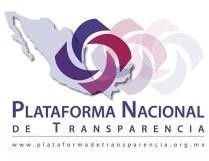 PLATAFORMA NACIONAL
DE TRANSPARENCIA
www.plataformadetransparencia.org.mx